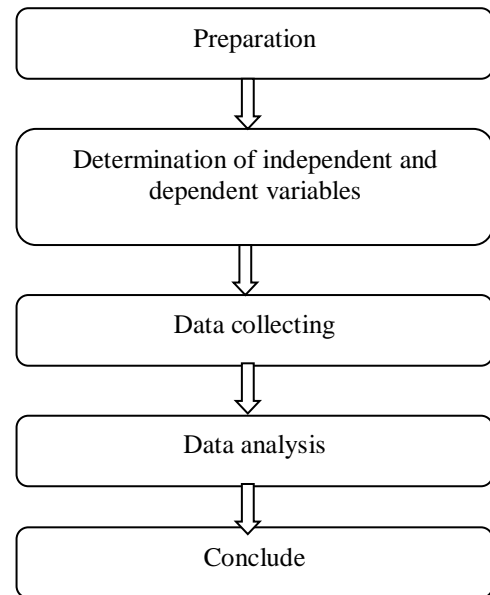 Preparation
Determination of independent and
dependent variables
Data collecting
Data analysis
Conclude